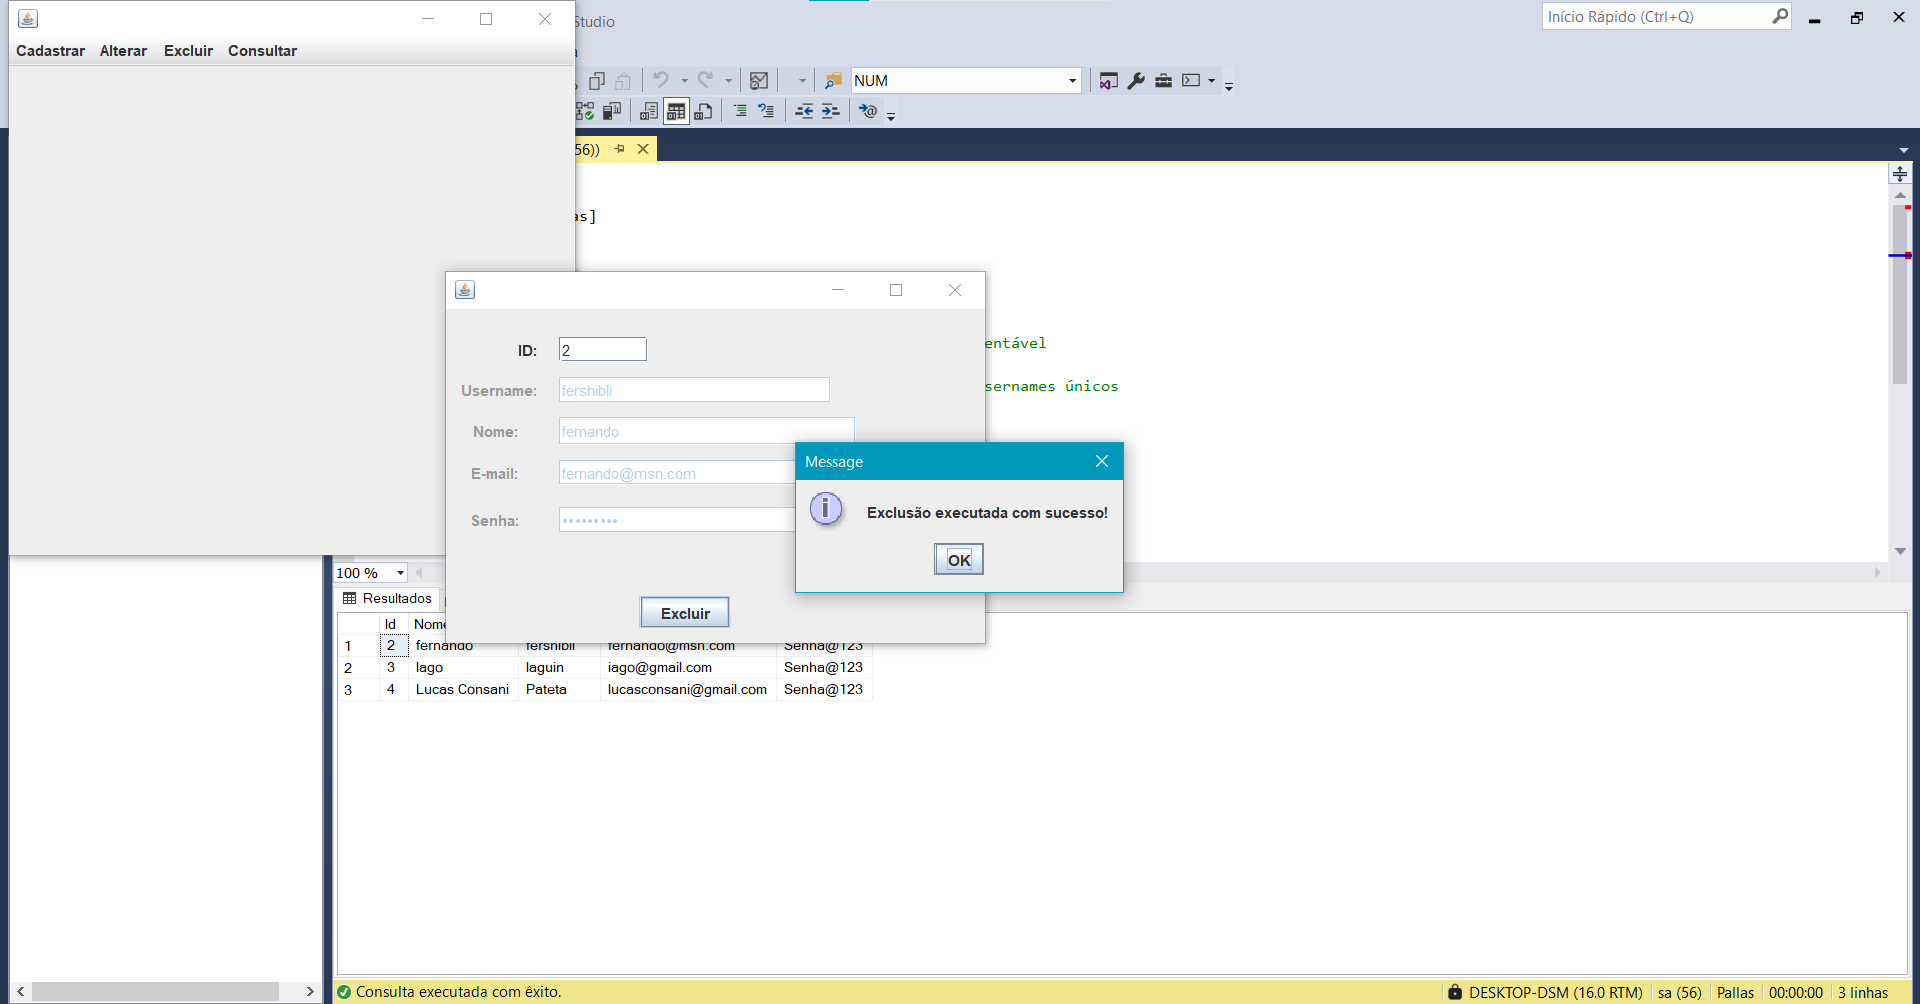 Studio
Início Rápido (Ctrl+Q)
Cadastrar Alterar Excluir Consultar
NUM
56))
as]
entável
sernames únicos
ID: 2
Username: fershibli
Nome: fernando
E-mail: fernando@msn.com
Senha: •••••••••
Excluir
Message
Exclusão executada com sucesso!
OK
100 %
Resultados
Id Nome
1 2 fernando fershibli fernando@msn.com Senha@123
2 3 Iago Iaguin iago@gmail.com Senha@123
3 4 Lucas Consani Pateta lucasconsani@gmail.com Senha@123
Consulta executada com êxito.
DESKTOP-DSM (16.0 RTM) sa (56) Pallas 00:00:00 3 linhas